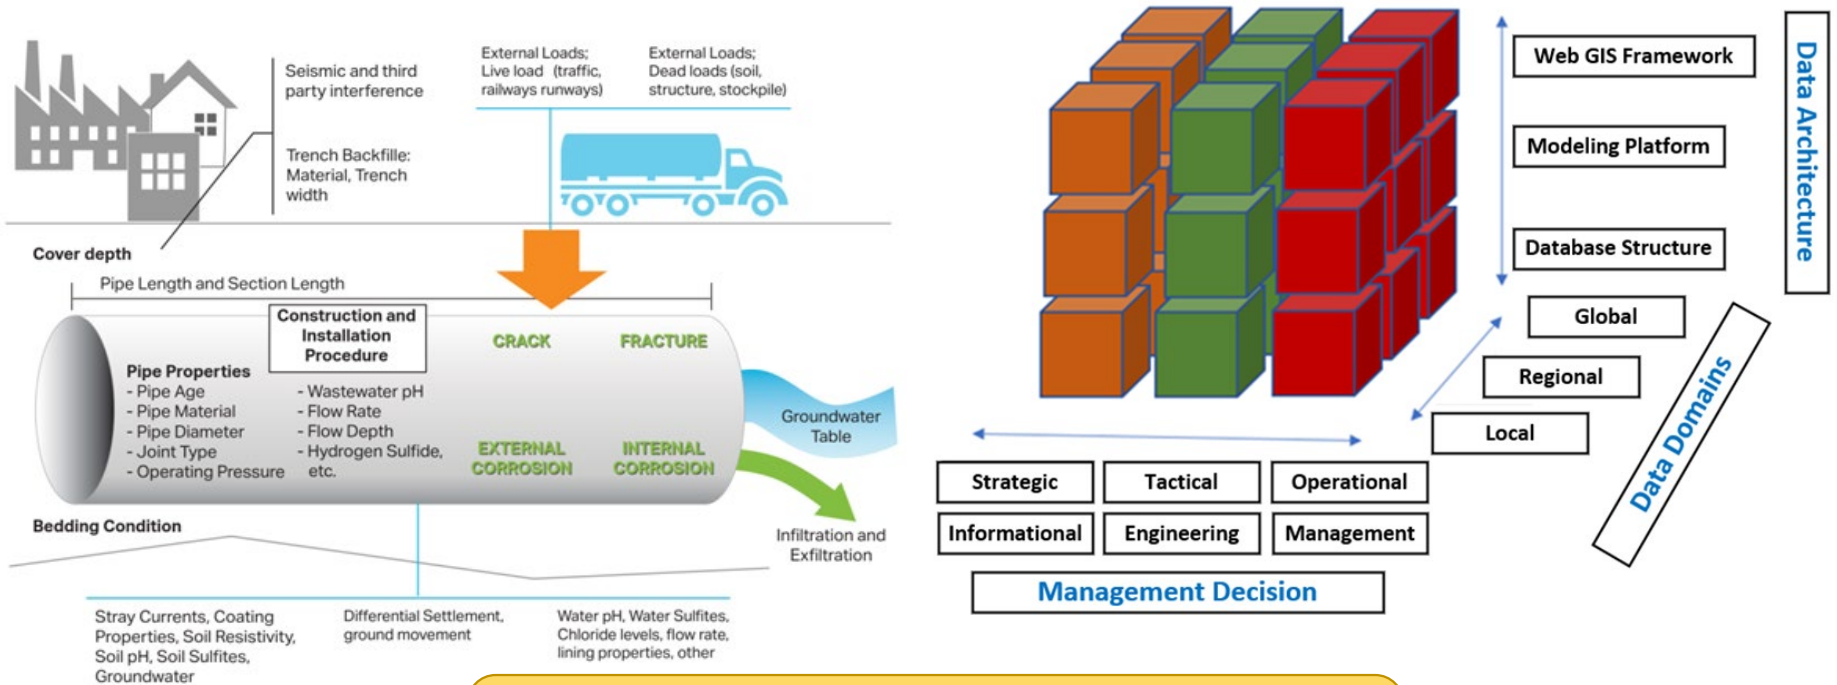 Seismic and third
party interference
Trench Backfille:
Material, Trench
width
External Loads;
Live load (traffic,
railways runways)
External Loads;
Dead loads (soil,
structure, stockpile)
Cover depth
Pipe Length and Section Length
Construction and
Installation
Procedure
Pipe Properties
- Pipe Age
- Pipe Material
- Pipe Diameter
- Joint Type
- Operating Pressure
- Wastewater pH
- Flow Rate
- Flow Depth
- Hydrogen Sulfide,
etc.
CRACK
FRACTURE
EXTERNAL
CORROSION
INTERNAL
CORROSION
Groundwater
Table
Infiltration and
Exfiltration
Bedding Condition
Stray Currents, Coating
Properties, Soil Resistivity,
Soil pH, Soil Sulfites,
Groundwater
Differential Settlement,
ground movement
Water pH, Water Sulfites,
Chloride levels, flow rate,
lining properties, other
Web GIS Framework
Modeling Platform
Database Structure
Data Architecture
Global
Regional
Local
Data Domains
Strategic
Tactical
Operational
Informational
Engineering
Management
Management Decision